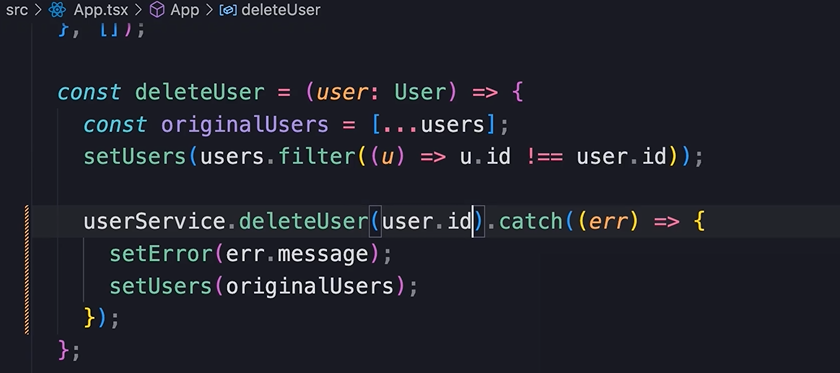 src > App.tsx > App > deleteUser
}, []);
const deleteUser = (user: User) => {
const originalUsers = [...users];
setUsers(users.filter((u) => u.id !== user.id));
userService.deleteUser(user.id).catch((err) => {
setError(err.message);
setUsers(originalUsers);
});
};